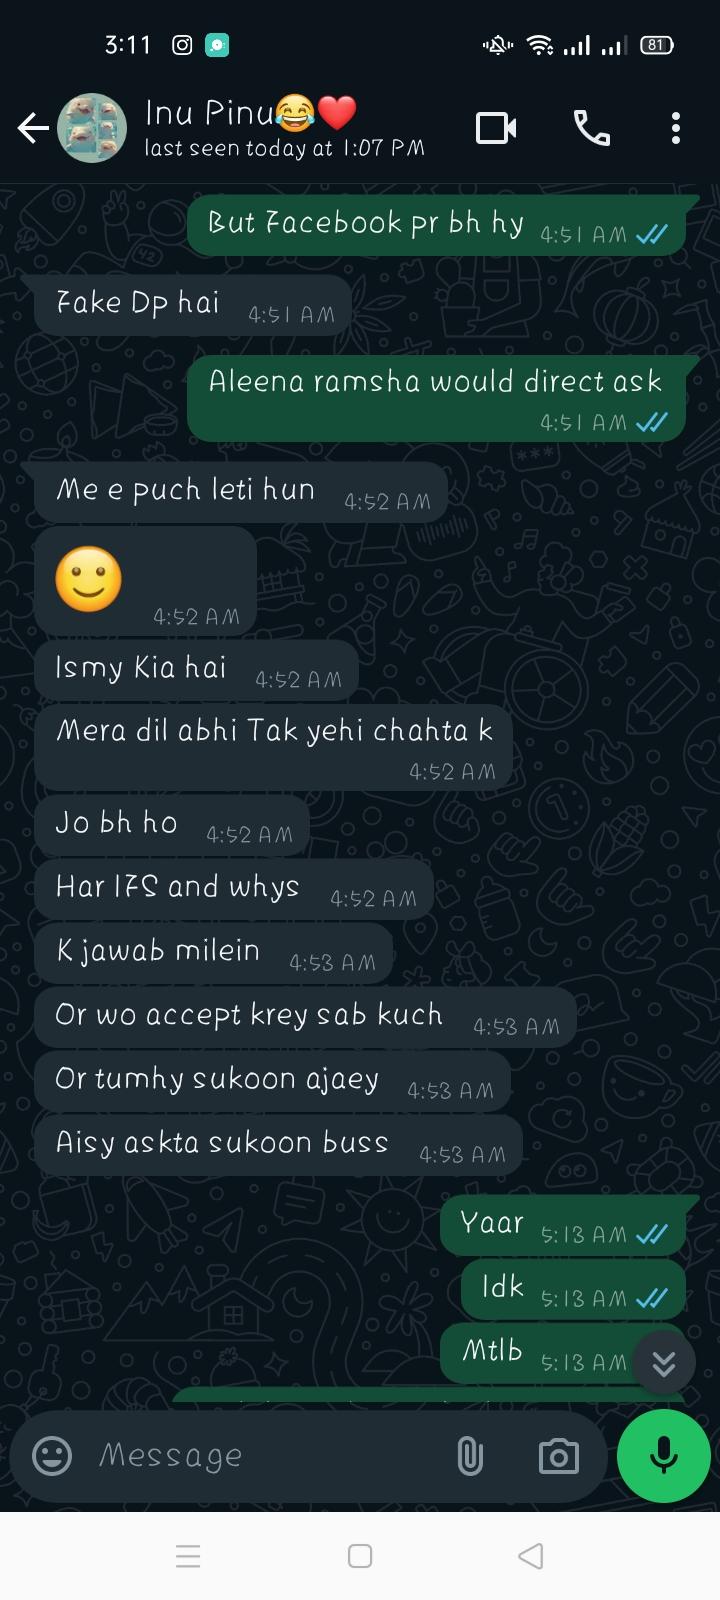 3:11
81
Inu Pinu😂❤️
last seen today at 1:07 PM
But Facebook pr bh hy 4:51 AM
Fake Dp hai 4:51 AM
Aleena ramsha would direct ask
4:51 AM
Me e puch leti hun 4:52 AM
🙂 4:52 AM
Ismy Kia hai 4:52 AM
Mera dil abhi Tak yehi chahta k
4:52 AM
Jo bh ho 4:52 AM
Har IFS and whys 4:52 AM
K jawab milein 4:53 AM
Or wo accept krey sab kuch 4:53 AM
Or tumhy sukoon ajaey 4:53 AM
Aisy askta sukoon buss 4:53 AM
Yaar 5:13 AM
Idk 5:13 AM
Mtlb 5:13 AM
Message